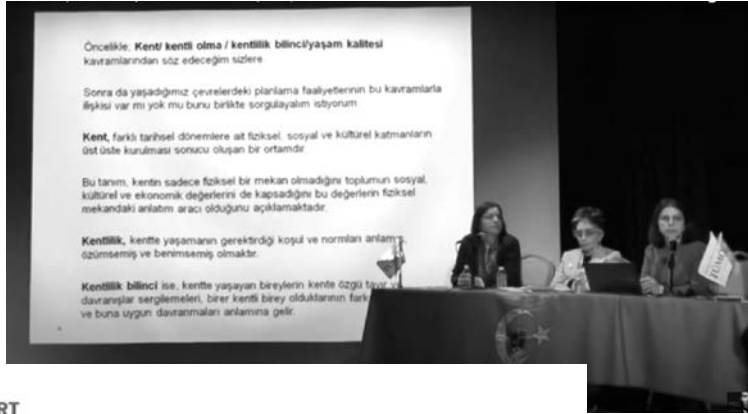 Öncelikle, Kent/ kentli olma / kentlilik bilinci/yaşam kalitesi
kavramlarından söz edeceğim sizlere.
Sonra da yaşadığımız çevrelerdeki planlama faaliyetlerinin bu kavramlarla
ilişkisi var mı yok mu bunu birlikte sorgulayalım istiyorum.
Kent, farklı tarihsel dönemlere ait fiziksel, sosyal ve kültürel katmanların
üst üste kurulması sonucu oluşan bir ortamdır.
Bu tanım, kentin sadece fiziksel bir mekan olmadığını toplumun sosyal,
kültürel ve ekonomik değerlerini de kapsadığını bu değerlerin fiziksel
mekandaki anlatım aracı olduğunu açıklamaktadır.
Kentlilik, kentte yaşamanın gerektirdiği koşul ve normları
özümsemiş ve benimsemiş olmaktır.
Kentlilik bilinci ise, kentte yaşayan bireylerin kente özgü tavır
davranışlar sergilemeleri, birer kentli birey olduklarının
ve buna uygun davranmaları anlamına gelir.
RT